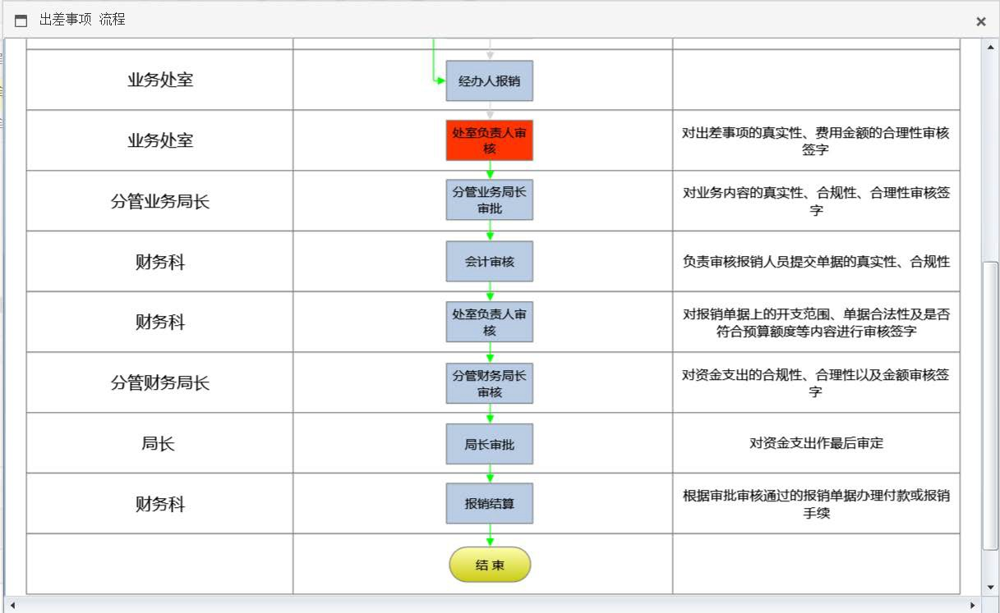 出差事项 流程
业务处室
经办人报销
业务处室
处室负责人审
核
对出差事项的真实性、费用金额的合理性审核
签字
分管业务局长
分管业务局长
审批
对业务内容的真实性、合规性、合理性审核签
字
财务科
会计审核
负责审核报销人员提交单据的真实性、合规性
财务科
处室负责人审
核
对报销单据上的开支范围、单据合法性及是否
符合预算额度等内容进行审核签字
分管财务局长
分管财务局长
审核
对资金支出的合规性、合理性以及金额审核签
字
局长
局长审批
对资金支出作最后审定
财务科
报销结算
根据审批审核通过的报销单据办理付款或报销
手续
结 束